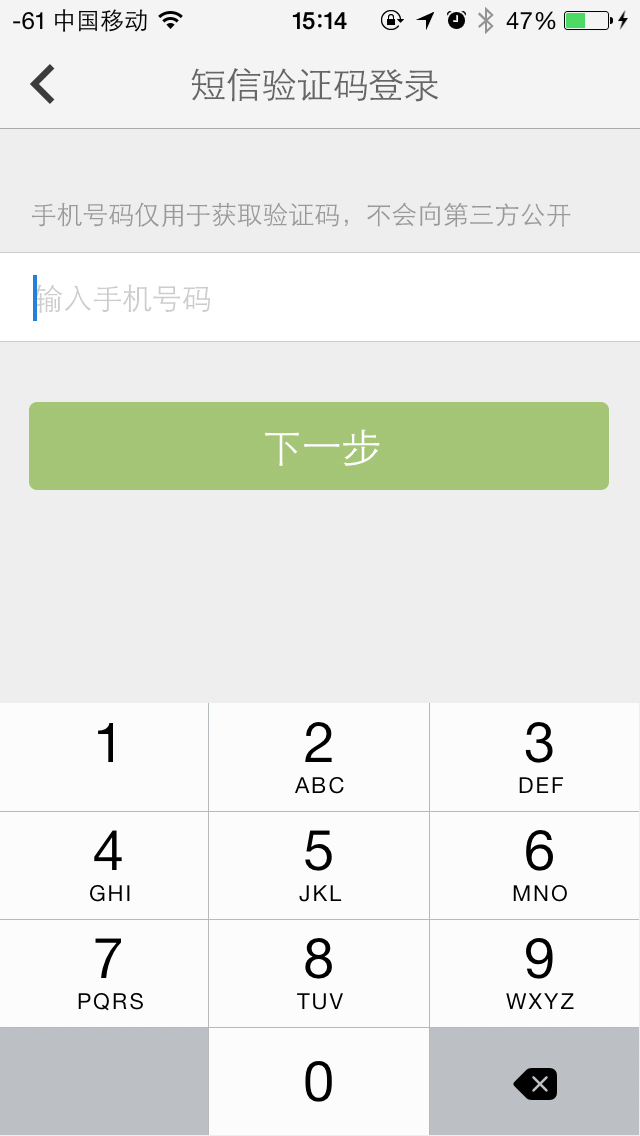 -61 中国移动 15:14 47%
短信验证码登录
手机号码仅用于获取验证码，不会向第三方公开
输入手机号码
下一步
1 2 3
ABC DEF
4 5 6
GHI JKL MNO
7 8 9
PQRS TUV WXYZ
0